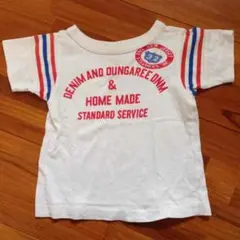 DENIM AND DUNGAREE.DNM
&
HOME MADE
STANDARD SERVICE